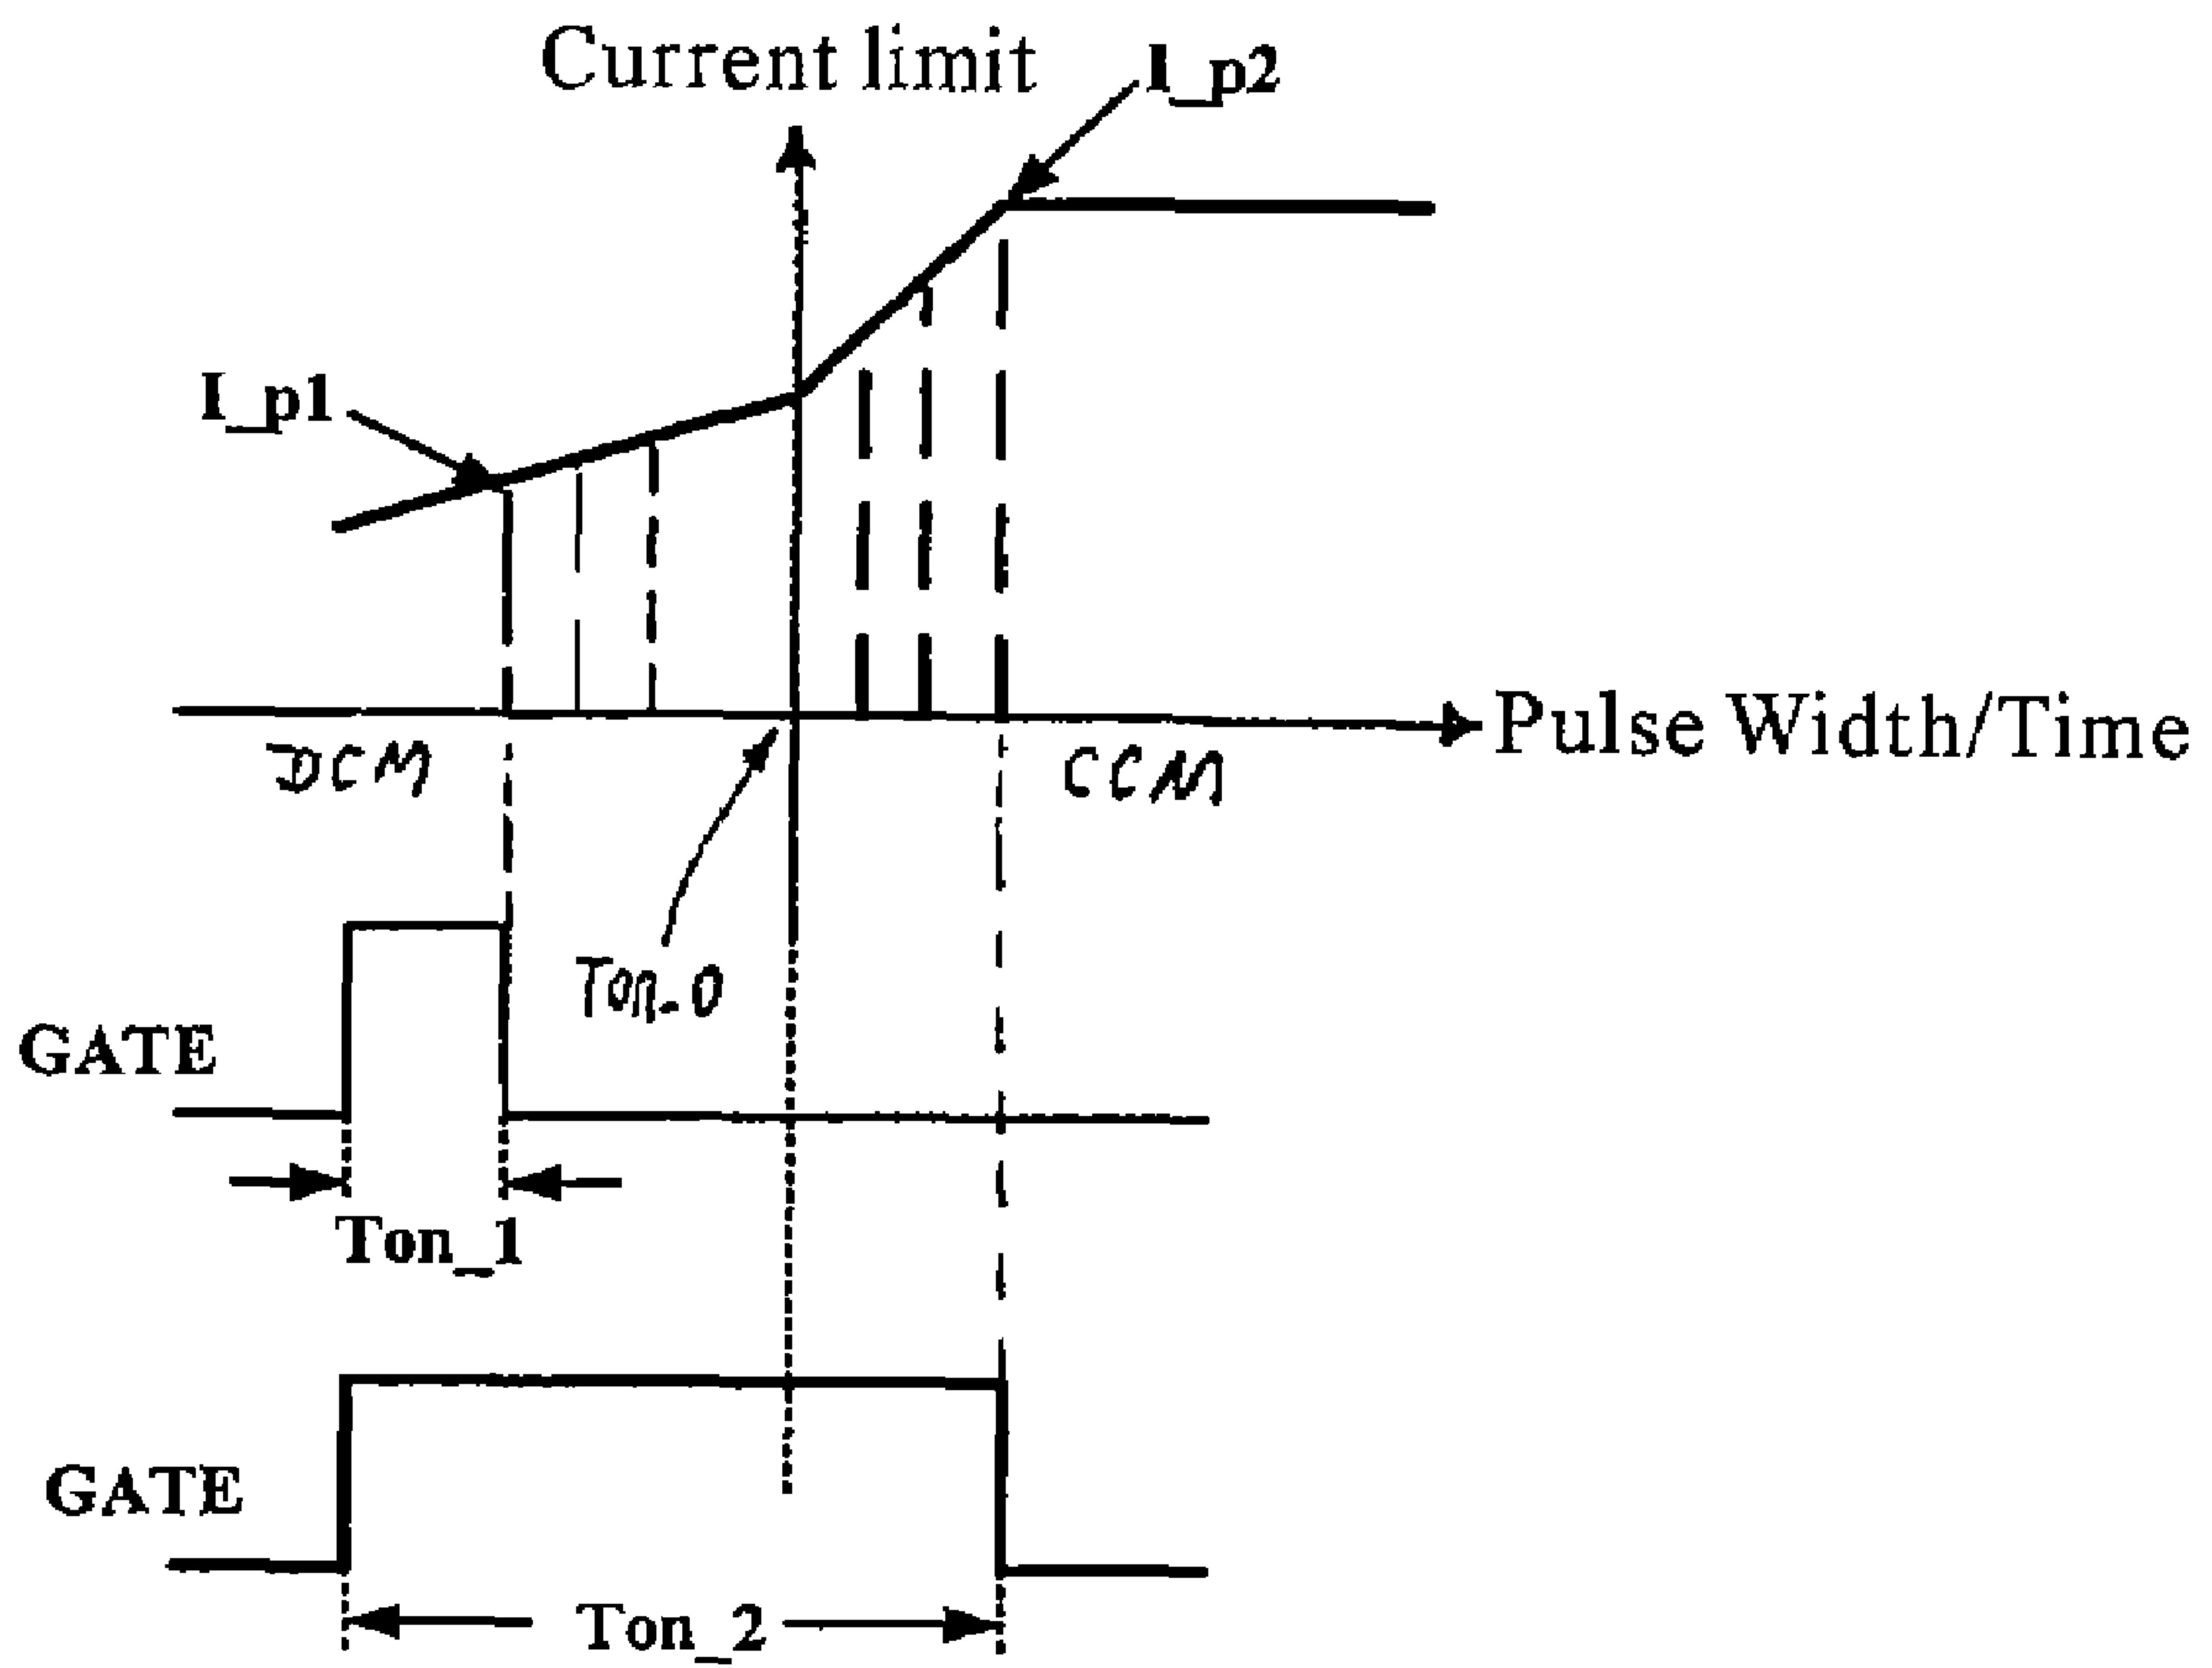 Current limit
I_p2
I_p1
Pulse Width/Time
DCM
CCM
Ton-0
GATE
Ton_1
GATE
Ton_2